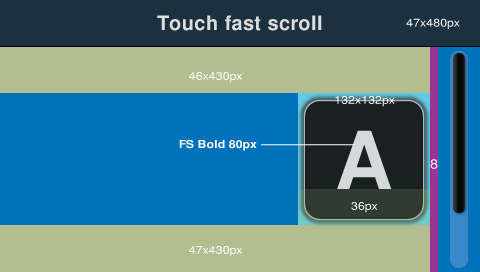 Touch fast scroll
47x480px
46x430px
132x132px
FS Bold 80px
A
8
36px
47x430px